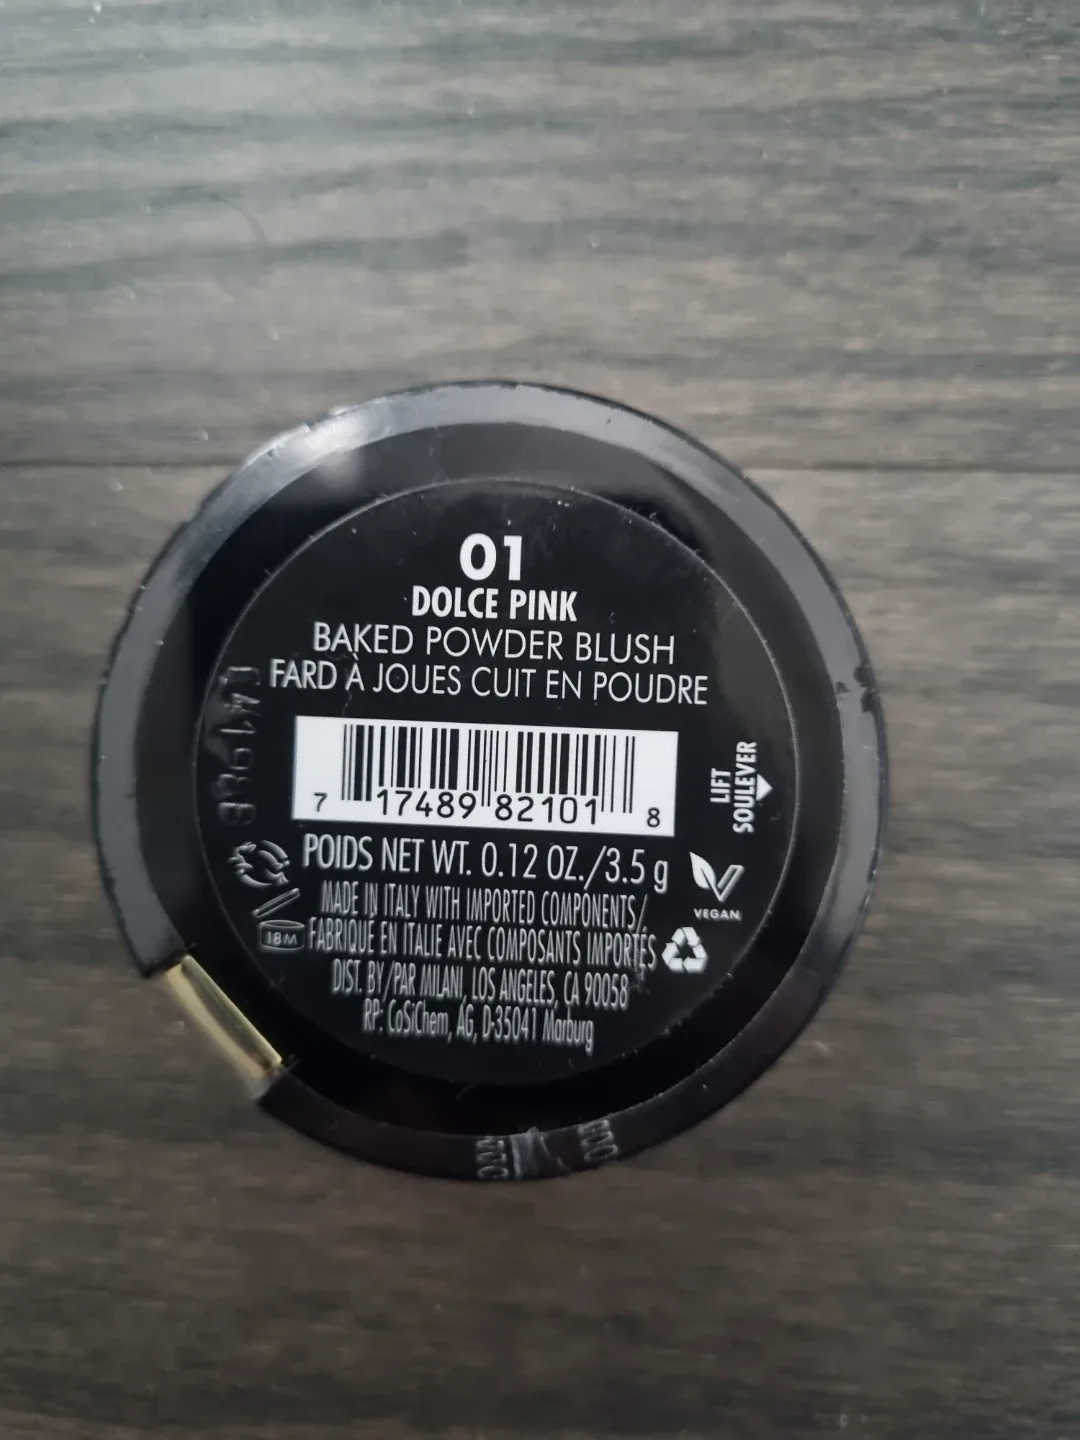 01
DOLCE PINK
BAKED POWDER BLUSH
FARD À JOUES CUIT EN POUDRE
7 17489 82101 8
LIFT
SOULEVER
POIDS NET WT. 0.12 OZ./3.5 g
VEGAN
MADE IN ITALY WITH IMPORTED COMPONENTS/
18M
FABRIQUÉ EN ITALIE AVEC COMPOSANTS IMPORTÉS
DIST. BY/PAR MILANI, LOS ANGELES, CA 90058
RP: CoSiChem, AG, D-35041 Marburg